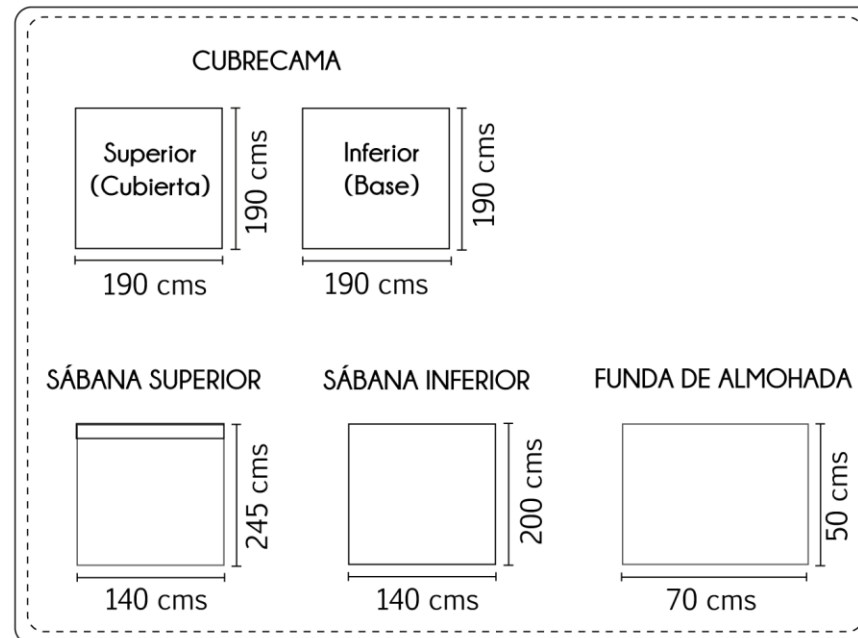 CUBRECAMA
Superior
(Cubierta)
190 cms
190 cms
Inferior
(Base)
190 cms
190 cms
SÁBANA SUPERIOR
245 cms
140 cms
SÁBANA INFERIOR
200 cms
140 cms
FUNDA DE ALMOHADA
50 cms
70 cms